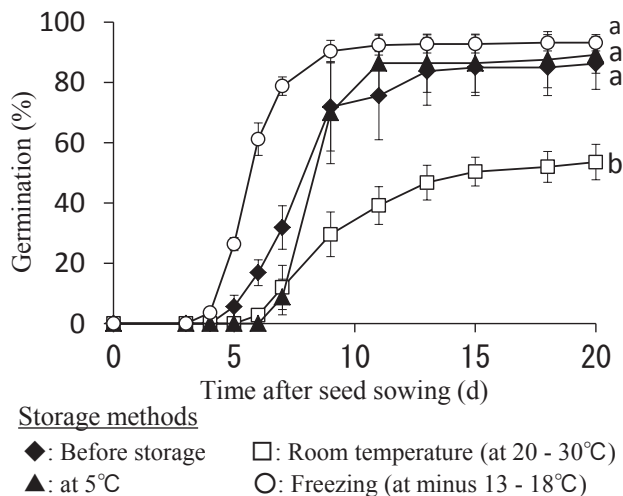 100
80
60
40
20
0
Germination (%)
a
a
a
b
0 5 10 15 20
Time after seed sowing (d)
Storage methods
◆: Before storage □: Room temperature (at 20 - 30℃)
▲: at 5℃ ○: Freezing (at minus 13 - 18℃)